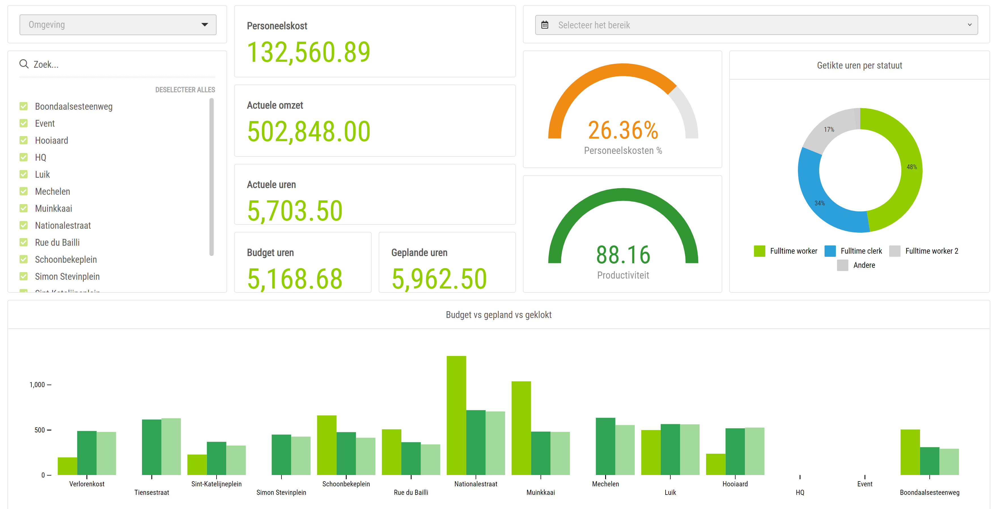 Omgeving
Zoek...
DESELECTEER ALLES
Boondaalsesteenweg
Event
Hooiaard
HQ
Luik
Mechelen
Muinkkaai
Nationalestraat
Rue du Bailli
Schoonbekeplein
Simon Stevinplein
Sint-Katelijneplein
Personeelskost
132,560.89
Actuele omzet
502,848.00
Actuele uren
5,703.50
Budget uren
5,168.68
Geplande uren
5,962.50
Selecteer het bereik
26.36%
Personeelskosten %
88.16
Productiviteit
Getikte uren per statuut
17%
48%
34%
Fulltime worker
Fulltime clerk
Fulltime worker 2
Andere
Budget vs gepland vs geklokt
1,000
500
0
Verlorenkost
Tiensestraat
Sint-Katelijneplein
Simon Stevinplein
Schoonbekeplein
Rue du Bailli
Nationalestraat
Muinkkaai
Mechelen
Luik
Hooiaard
HQ
Event
Boondaalsesteenweg